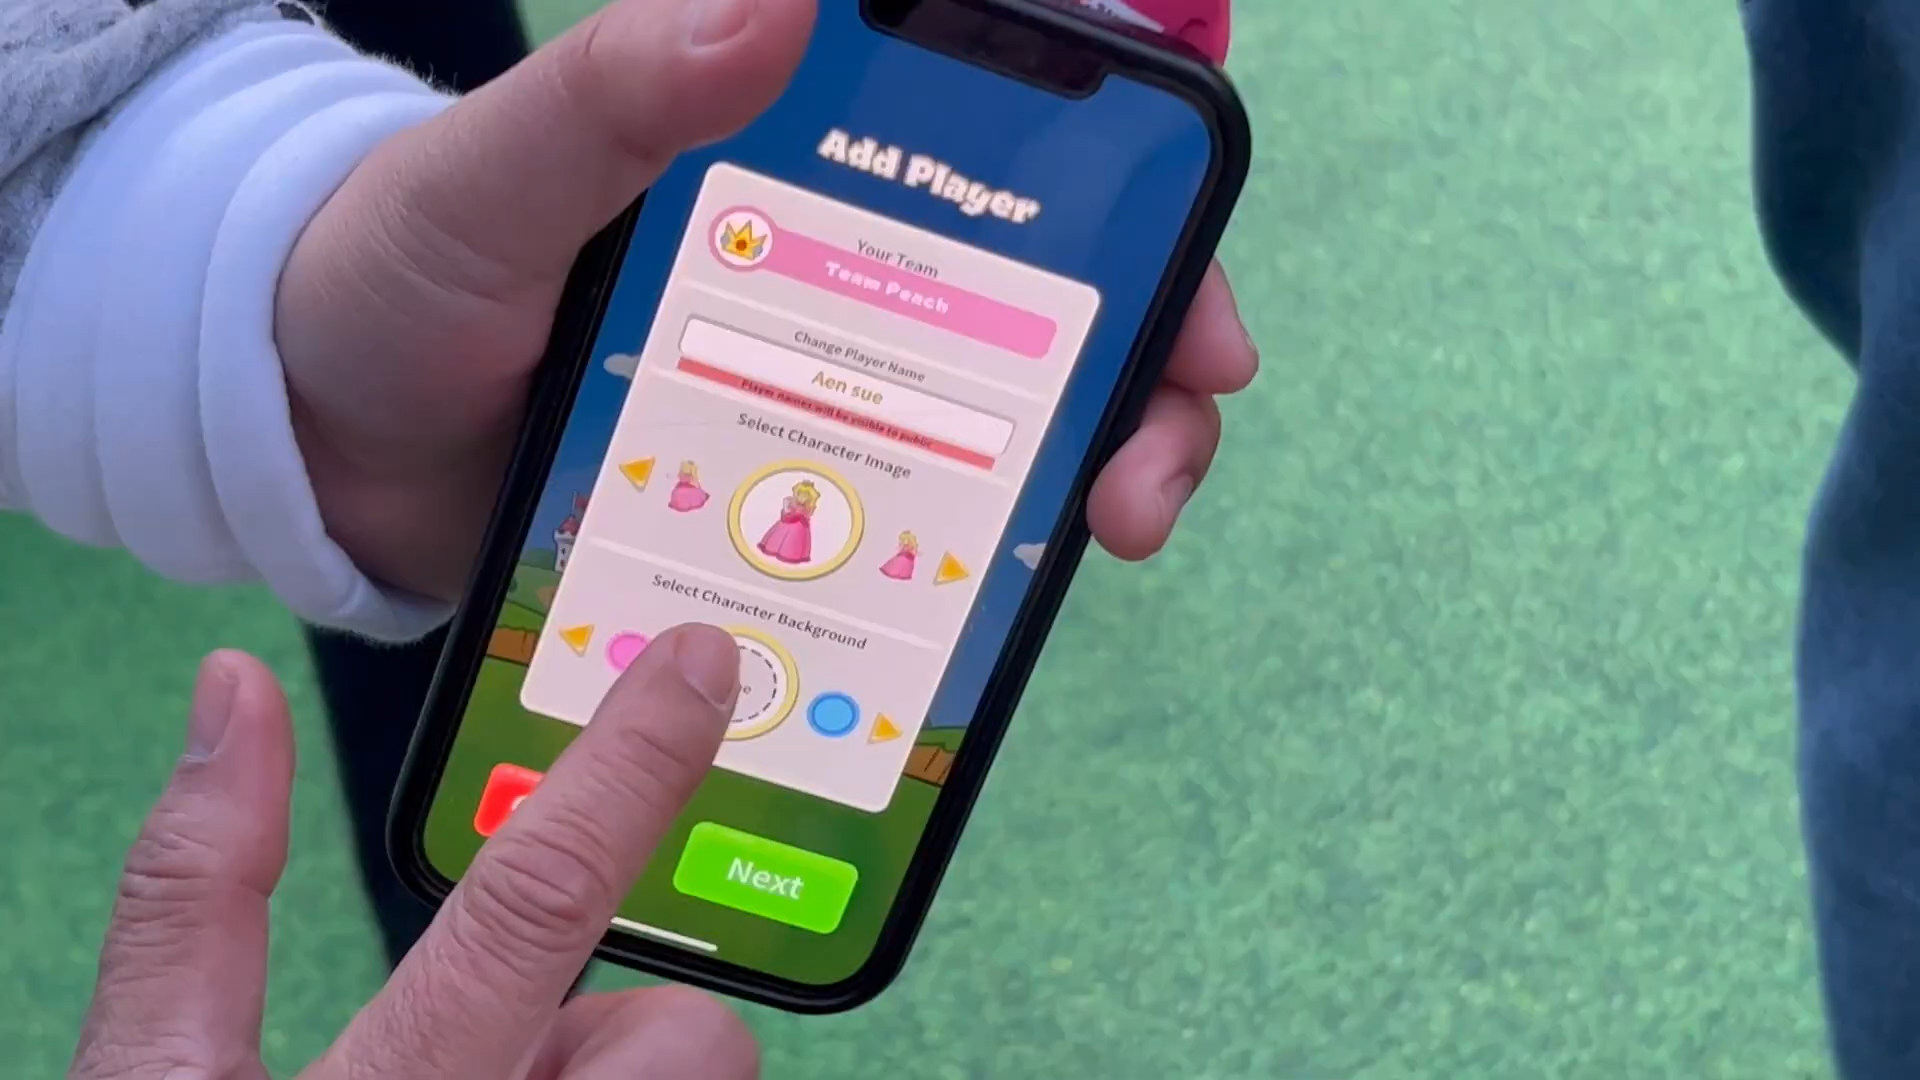 Add Player
Your Team
Team Peach
Change Player Name
Aen sue
Player names will be visible to public
Select Character Image
Select Character Background
Next